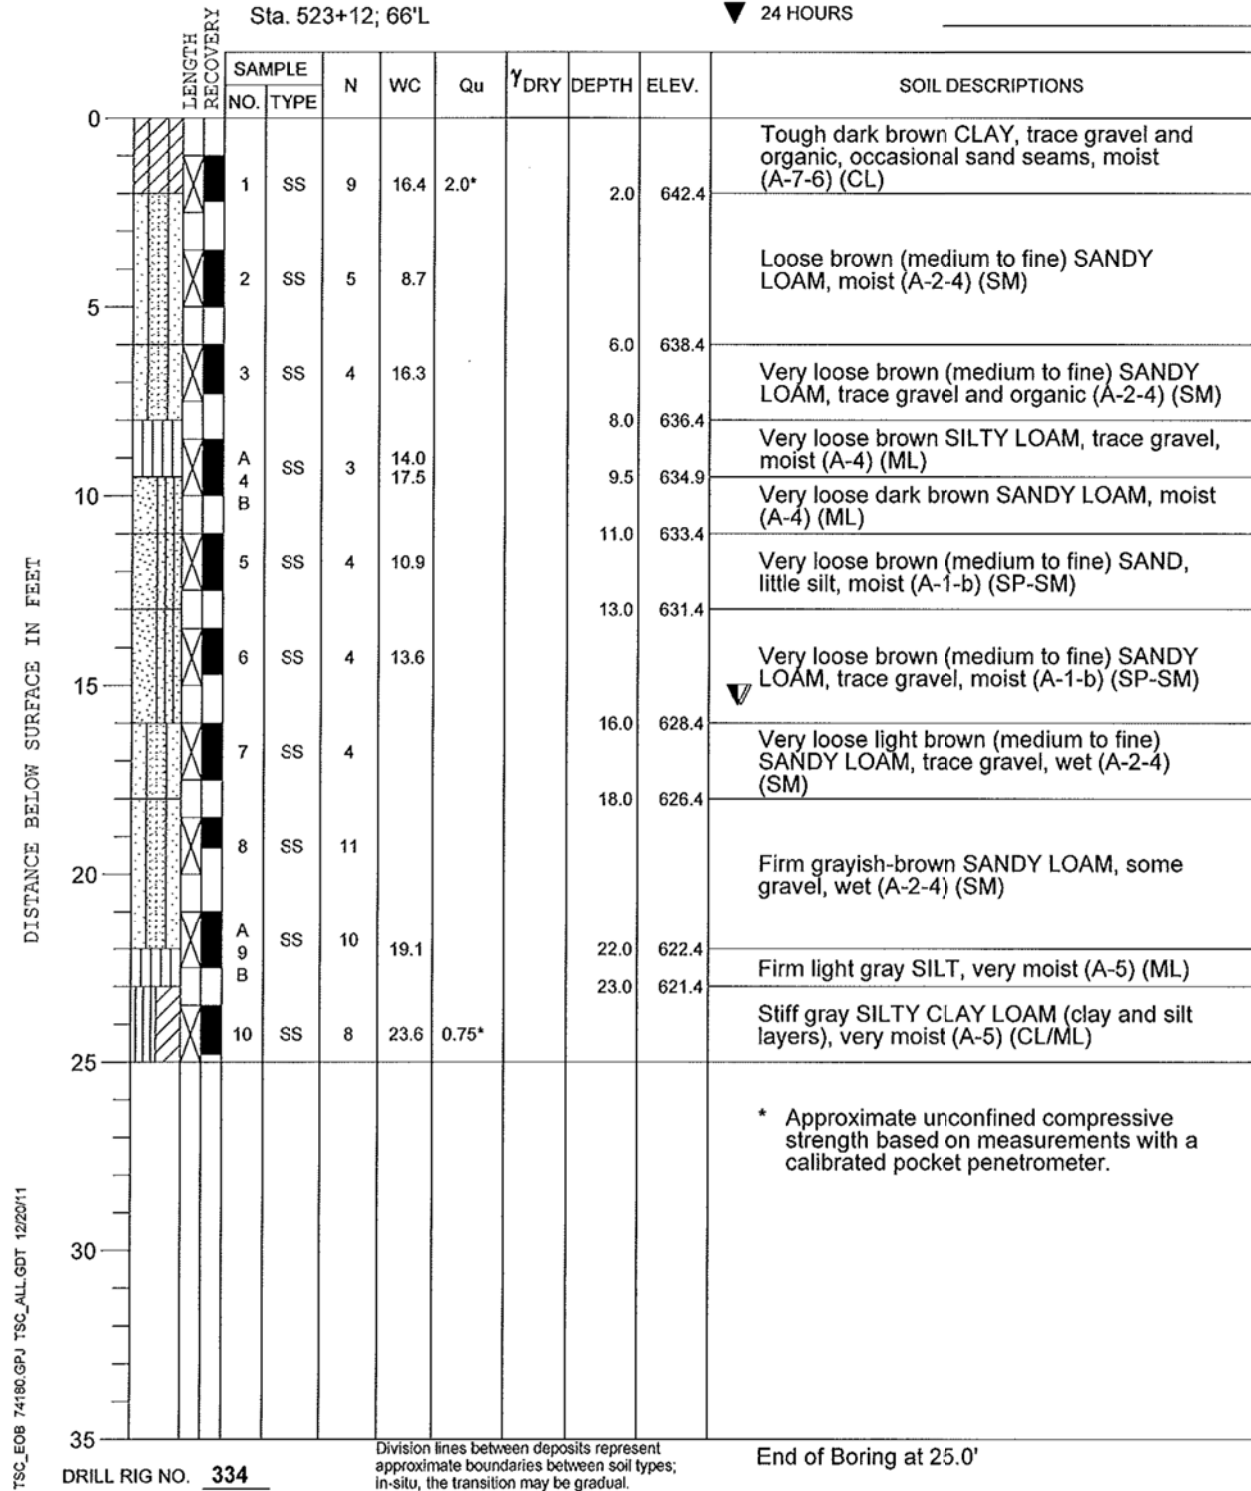 Sta. 523+12; 66'L
▼ 24 HOURS
LENGTH
RECOVERY
SAMPLE
NO. TYPE N WC Qu γDRY DEPTH ELEV. SOIL DESCRIPTIONS
0
Tough dark brown CLAY, trace gravel and
organic, occasional sand seams, moist
(A-7-6) (CL)
1 SS 9 16.4 2.0*
2.0 642.4
Loose brown (medium to fine) SANDY
LOAM, moist (A-2-4) (SM)
2 SS 5 8.7
5
6.0 638.4
Very loose brown (medium to fine) SANDY
LOAM, trace gravel and organic (A-2-4) (SM)
3 SS 4 16.3
8.0 636.4
Very loose brown SILTY LOAM, trace gravel,
moist (A-4) (ML)
A
4
B
SS 3 14.0
17.5
9.5 634.9
10
Very loose dark brown SANDY LOAM, moist
(A-4) (ML)
11.0 633.4
5 SS 4 10.9
Very loose brown (medium to fine) SAND,
little silt, moist (A-1-b) (SP-SM)
13.0 631.4
6 SS 4 13.6
Very loose brown (medium to fine) SANDY
LOAM, trace gravel, moist (A-1-b) (SP-SM)
15
16.0 628.4
7 SS 4
Very loose light brown (medium to fine)
SANDY LOAM, trace gravel, wet (A-2-4)
(SM)
18.0 626.4
8 SS 11
20
Firm grayish-brown SANDY LOAM, some
gravel, wet (A-2-4) (SM)
A
9
B
SS 10 19.1
22.0 622.4
Firm light gray SILT, very moist (A-5) (ML)
23.0 621.4
10 SS 8 23.6 0.75*
Stiff gray SILTY CLAY LOAM (clay and silt
layers), very moist (A-5) (CL/ML)
25
* Approximate unconfined compressive
strength based on measurements with a
calibrated pocket penetrometer.
30
35
DISTANCE BELOW SURFACE IN FEET
TSC_EOB 74180.GPJ TSC_ALL.GDT 12/20/11
DRILL RIG NO. 334
Division lines between deposits represent
approximate boundaries between soil types;
in-situ, the transition may be gradual.
End of Boring at 25.0'